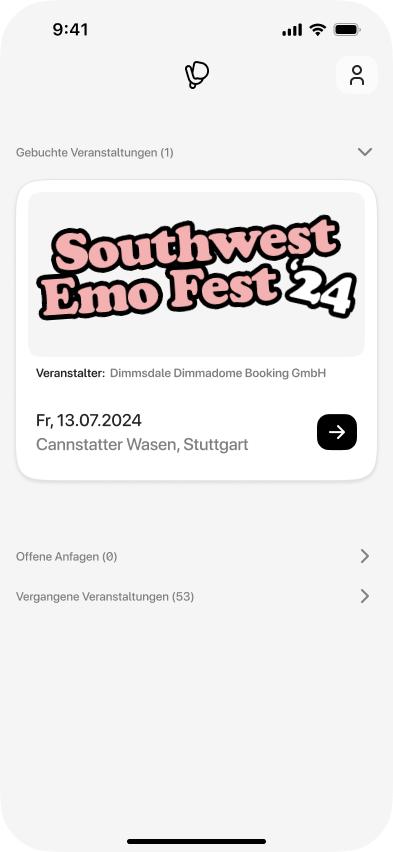 9:41
Gebuchte Veranstaltungen (1)
Southwest
Emo Fest '24
Veranstalter: Dimmsdale Dimmadome Booking GmbH
Fr, 13.07.2024
Cannstatter Wasen, Stuttgart
Offene Anfagen (0)
Vergangene Veranstaltungen (53)